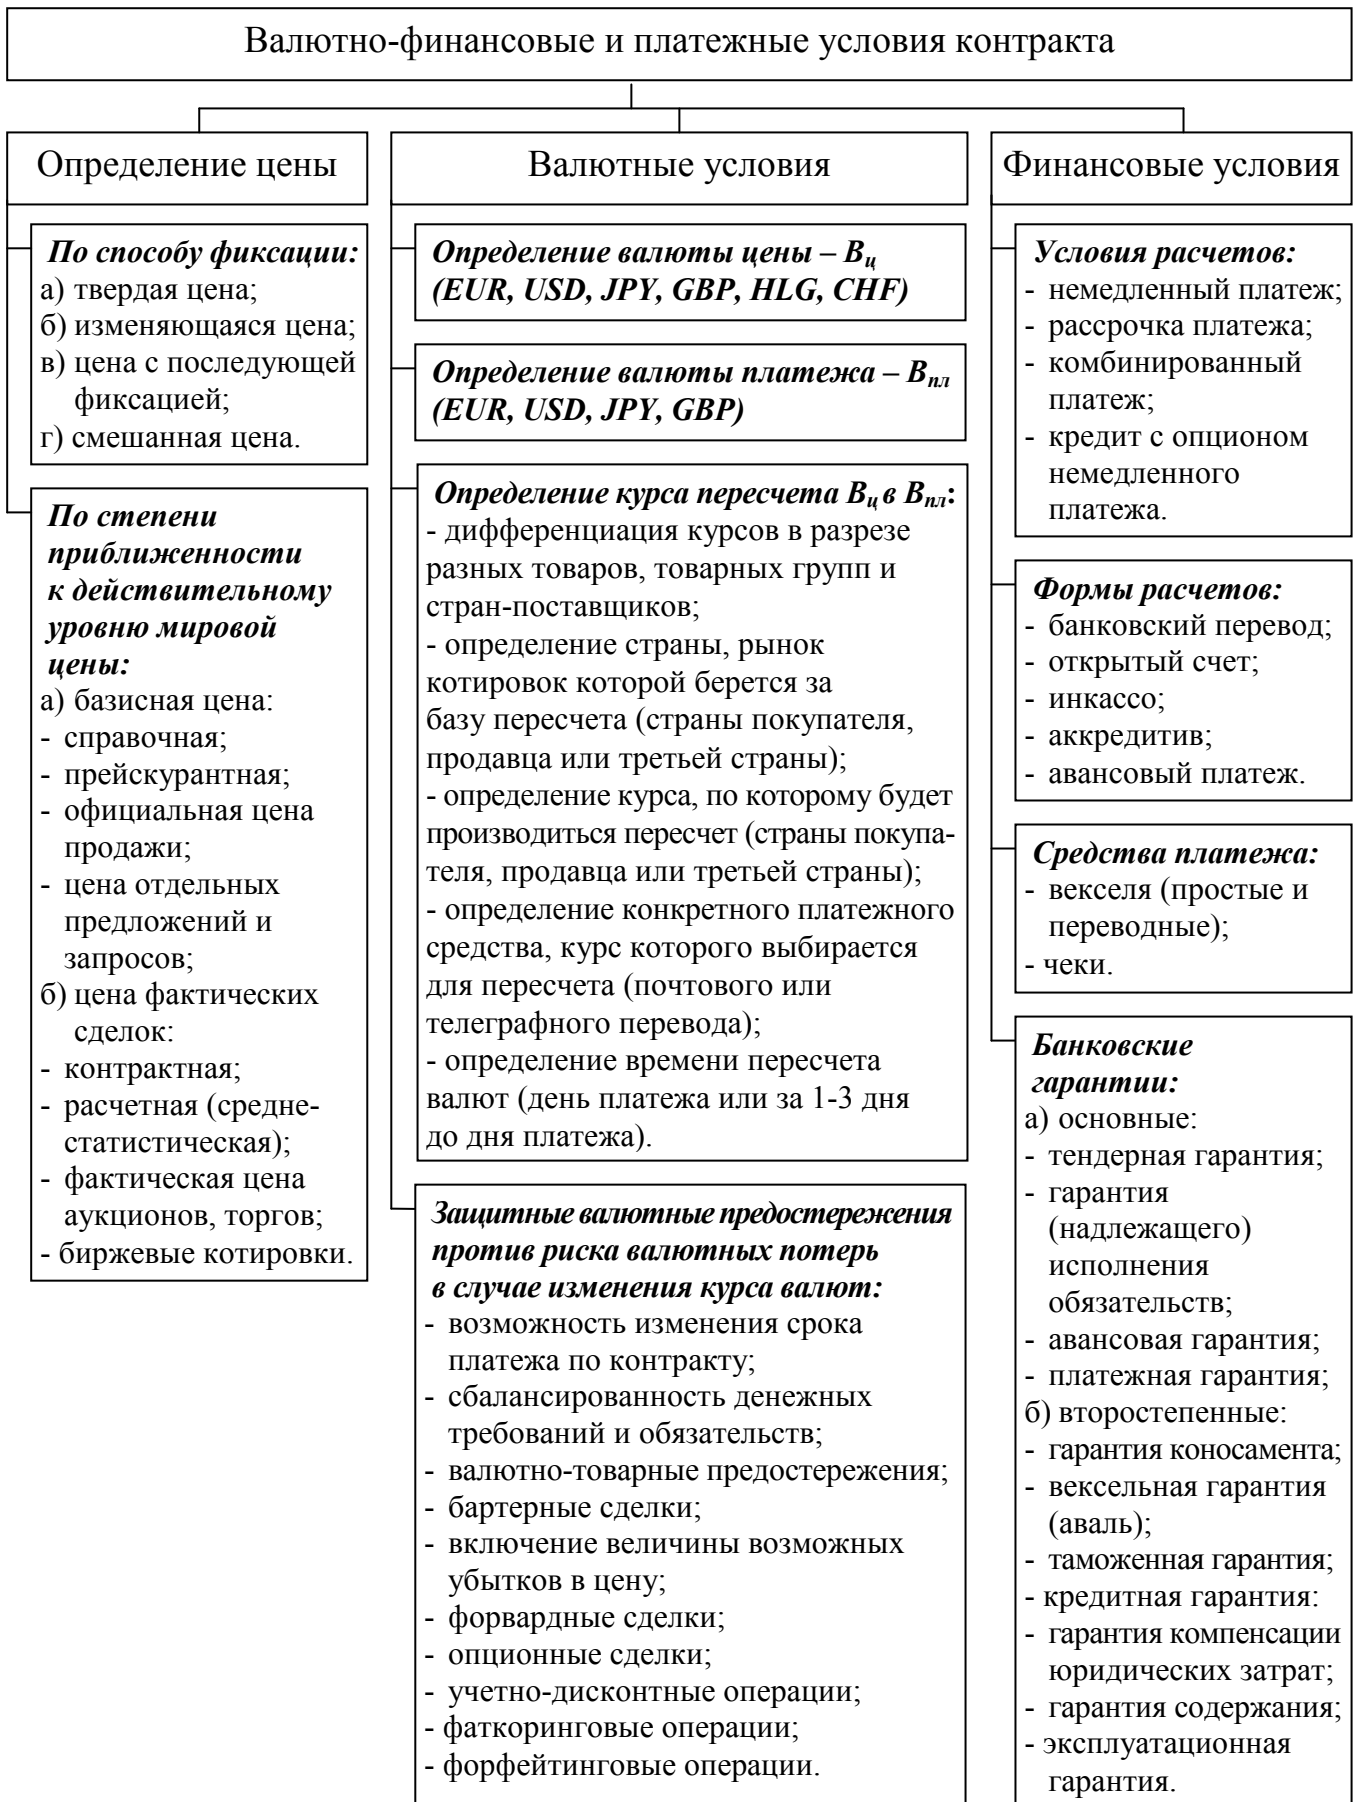 Валютно-финансовые и платежные условия контракта
Определение цены
По способу фиксации:
а) твердая цена;
б) изменяющаяся цена;
в) цена с последующей
фиксацией;
г) смешанная цена.
По степени
приближенности
к действительному
уровню мировой
цены:
а) базисная цена:
- справочная;
- прейскурантная;
- официальная цена
продажи;
- цена отдельных
предложений и
запросов;
б) цена фактических
сделок:
- контрактная;
- расчетная (средне-
статистическая);
- фактическая цена
аукционов, торгов;
- биржевые котировки.
Валютные условия
Определение валюты цены – Вц
(EUR, USD, JPY, GBP, HLG, CHF)
Определение валюты платежа – Впл
(EUR, USD, JPY, GBP)
Определение курса пересчета Вц в Впл:
- дифференциация курсов в разрезе
разных товаров, товарных групп и
стран-поставщиков;
- определение страны, рынок
котировок которой берется за
базу пересчета (страны покупателя,
продавца или третьей страны);
- определение курса, по которому будет
производиться пересчет (страны покупа-
теля, продавца или третьей страны);
- определение конкретного платежного
средства, курс которого выбирается
для пересчета (почтового или
телеграфного перевода);
- определение времени пересчета
валют (день платежа или за 1-3 дня
до дня платежа).
Защитные валютные предостережения
против риска валютных потерь
в случае изменения курса валют:
- возможность изменения срока
платежа по контракту;
- сбалансированность денежных
требований и обязательств;
- валютно-товарные предостережения;
- бартерные сделки;
- включение величины возможных
убытков в цену;
- форвардные сделки;
- опционные сделки;
- учетно-дисконтные операции;
- фаткоринговые операции;
- форфейтинговые операции.
Финансовые условия
Условия расчетов:
- немедленный платеж;
- рассрочка платежа;
- комбинированный
платеж;
- кредит с опционом
немедленного
платежа.
Формы расчетов:
- банковский перевод;
- открытый счет;
- инкассо;
- аккредитив;
- авансовый платеж.
Средства платежа:
- векселя (простые и
переводные);
- чеки.
Банковские
гарантии:
а) основные:
- тендерная гарантия;
- гарантия
(надлежащего)
исполнения
обязательств;
- авансовая гарантия;
- платежная гарантия;
б) второстепенные:
- гарантия коносамента;
- вексельная гарантия
(аваль);
- таможенная гарантия;
- кредитная гарантия:
- гарантия компенсации
юридических затрат;
- гарантия содержания;
- эксплуатационная
гарантия.